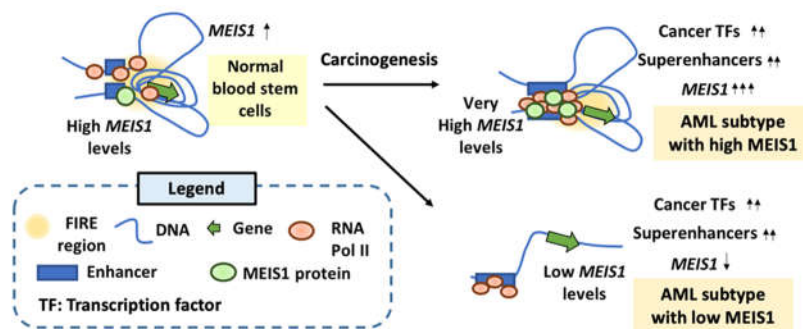 MEIS1 ↑
Normal
blood stem
cells
High MEIS1
levels
Carcinogenesis
Very
High MEIS1
levels
Cancer TFs ↑↑
Superenhancers ↑↑
MEIS1 ↑↑↑
AML subtype
with high MEIS1
Legend
FIRE
region
DNA
Gene
RNA
Pol II
Enhancer
MEIS1 protein
TF: Transcription factor
Low MEIS1
levels
Cancer TFs ↑↑
Superenhancers ↑↑
MEIS1 ↓
AML subtype
with low MEIS1